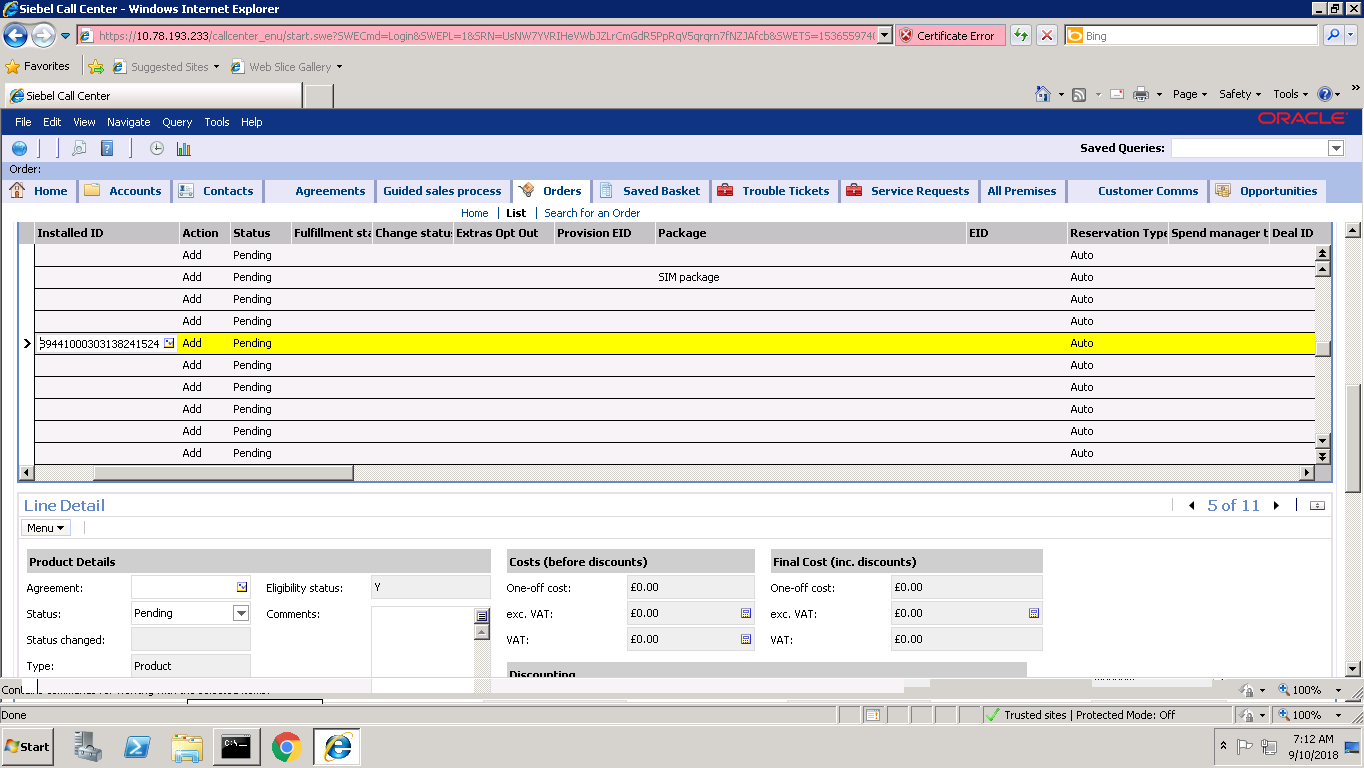 Siebel Call Center - Windows Internet Explorer
https://10.78.193.233/callcenter_enu/start.swe?SWECmd=Login&SWEPL=1&SRN=UsNW7YVRIHeVWbJZLrCmGdR5PpRqV5qrqrn7fNZJAfcb&SWETS=1536559740 Certificate Error Bing
Favorites Suggested Sites Web Slice Gallery
Siebel Call Center Page Safety Tools
File Edit View Navigate Query Tools Help ORACLE
Saved Queries:
Order:
Home Accounts Contacts Agreements Guided sales process Orders Saved Basket Trouble Tickets Service Requests All Premises Customer Comms Opportunities
Home List Search for an Order
Installed ID Action Status Fulfillment sta Change status Extras Opt Out Provision EID Package EID Reservation Type Spend manager t Deal ID
Add Pending Auto
Add Pending SIM package Auto
Add Pending Auto
Add Pending Auto
39441000303138241524 Add Pending Auto
Add Pending Auto
Add Pending Auto
Add Pending Auto
Add Pending Auto
Add Pending Auto
Line Detail 5 of 11
Menu
Product Details Costs (before discounts) Final Cost (inc. discounts)
Agreement: Eligibility status: Y One-off cost: £0.00 One-off cost: £0.00
Status: Pending Comments: exc. VAT: £0.00 exc. VAT: £0.00
Status changed: VAT: £0.00 VAT: £0.00
Type: Product
Discounting
100%
Done Trusted sites | Protected Mode: Off 100%
Start 7:12 AM
9/10/2018